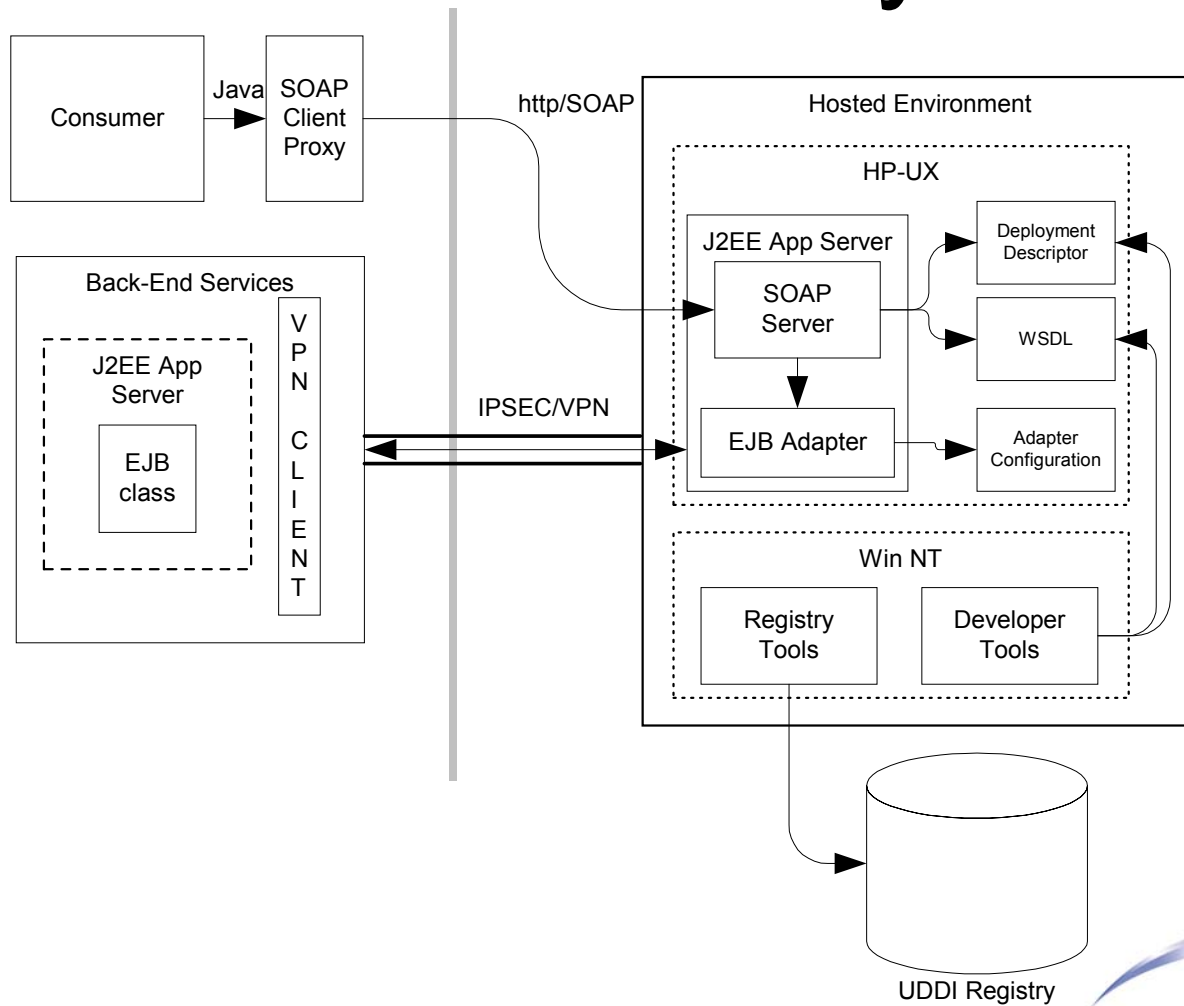 Consumer
Java
SOAP
Client
Proxy
http/SOAP
Hosted Environment
HP-UX
J2EE App Server
SOAP
Server
EJB Adapter
Deployment
Descriptor
WSDL
Adapter
Configuration
Back-End Services
J2EE App
Server
EJB
class
V
P
N
C
L
I
E
N
T
IPSEC/VPN
Win NT
Registry
Tools
Developer
Tools
UDDI Registry